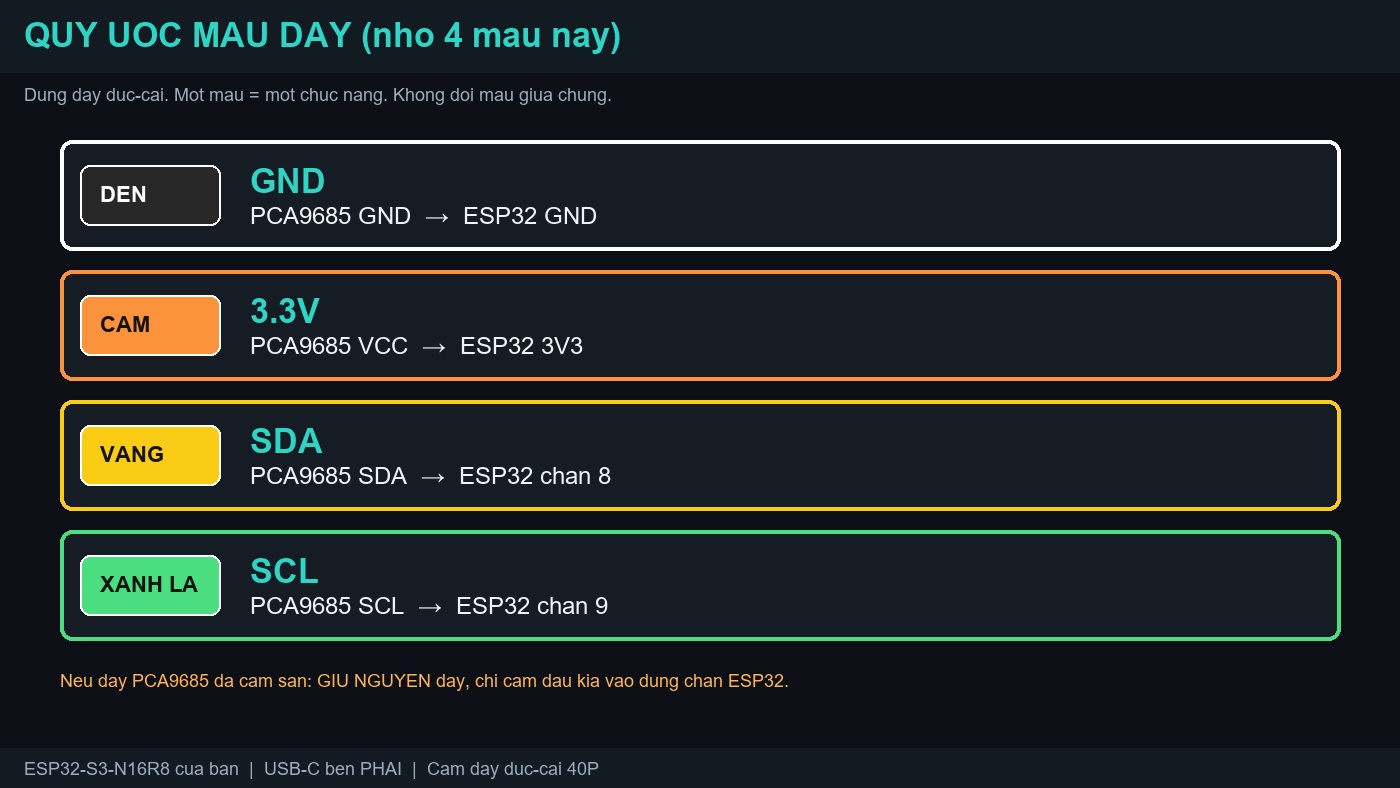 QUY UOC MAU DAY (nho 4 mau nay)
Dung day duc-cai. Mot mau = mot chuc nang. Khong doi mau giua chung.
DEN
GND
PCA9685 GND → ESP32 GND
CAM
3.3V
PCA9685 VCC → ESP32 3V3
VANG
SDA
PCA9685 SDA → ESP32 chan 8
XANH LA
SCL
PCA9685 SCL → ESP32 chan 9
Neu day PCA9685 da cam san: GIU NGUYEN day, chi cam dau kia vao dung chan ESP32.
ESP32-S3-N16R8 cua ban | USB-C ben PHAI | Cam day duc-cai 40P